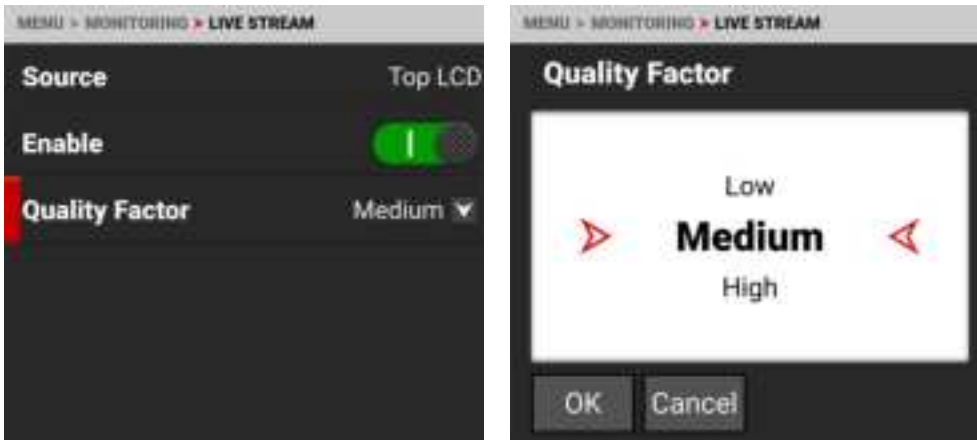 MENU > MONITORING > LIVE STREAM
Source Top LCD
Enable
Quality Factor Medium
MENU > MONITORING > LIVE STREAM
Quality Factor
Low
Medium
High
OK Cancel